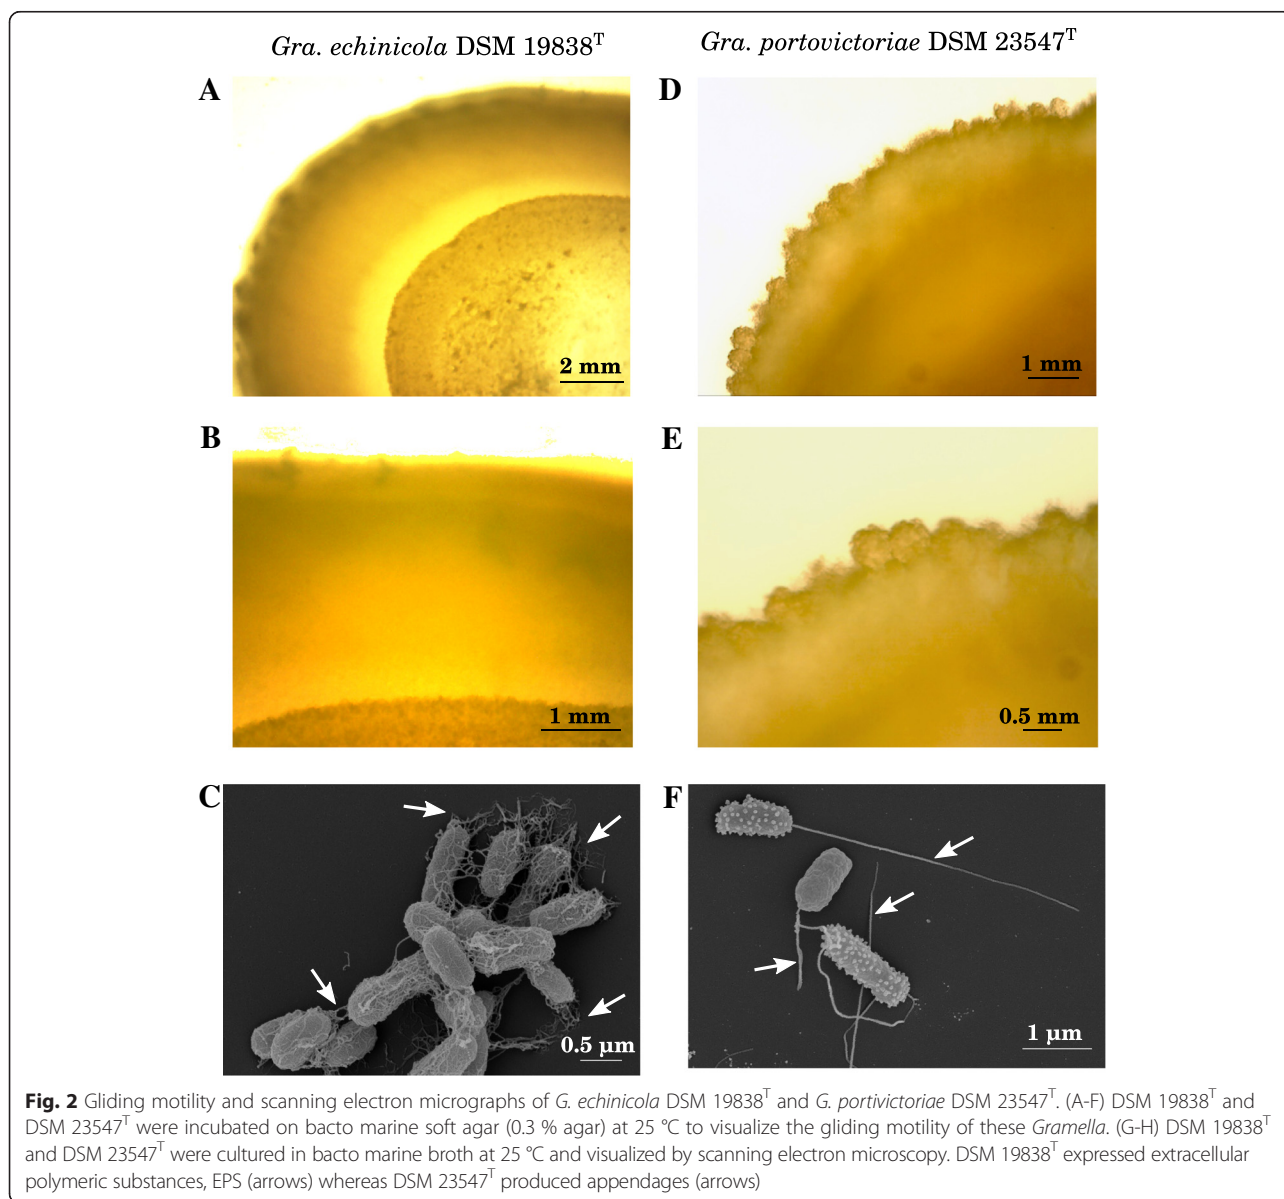 Gra. echinicola DSM 19838T
Gra. portovictoriae DSM 23547T
A
2 mm
D
1 mm
B
1 mm
E
0.5 mm
C
0.5 μm
F
1 μm
Fig. 2 Gliding motility and scanning electron micrographs of G. echinicola DSM 19838T and G. portivictoriae DSM 23547T. (A-F) DSM 19838T and
DSM 23547T were incubated on bacto marine soft agar (0.3 % agar) at 25 °C to visualize the gliding motility of these Gramella. (G-H) DSM 19838T
and DSM 23547T were cultured in bacto marine broth at 25 °C and visualized by scanning electron microscopy. DSM 19838T expressed extracellular
polymeric substances, EPS (arrows) whereas DSM 23547T produced appendages (arrows)